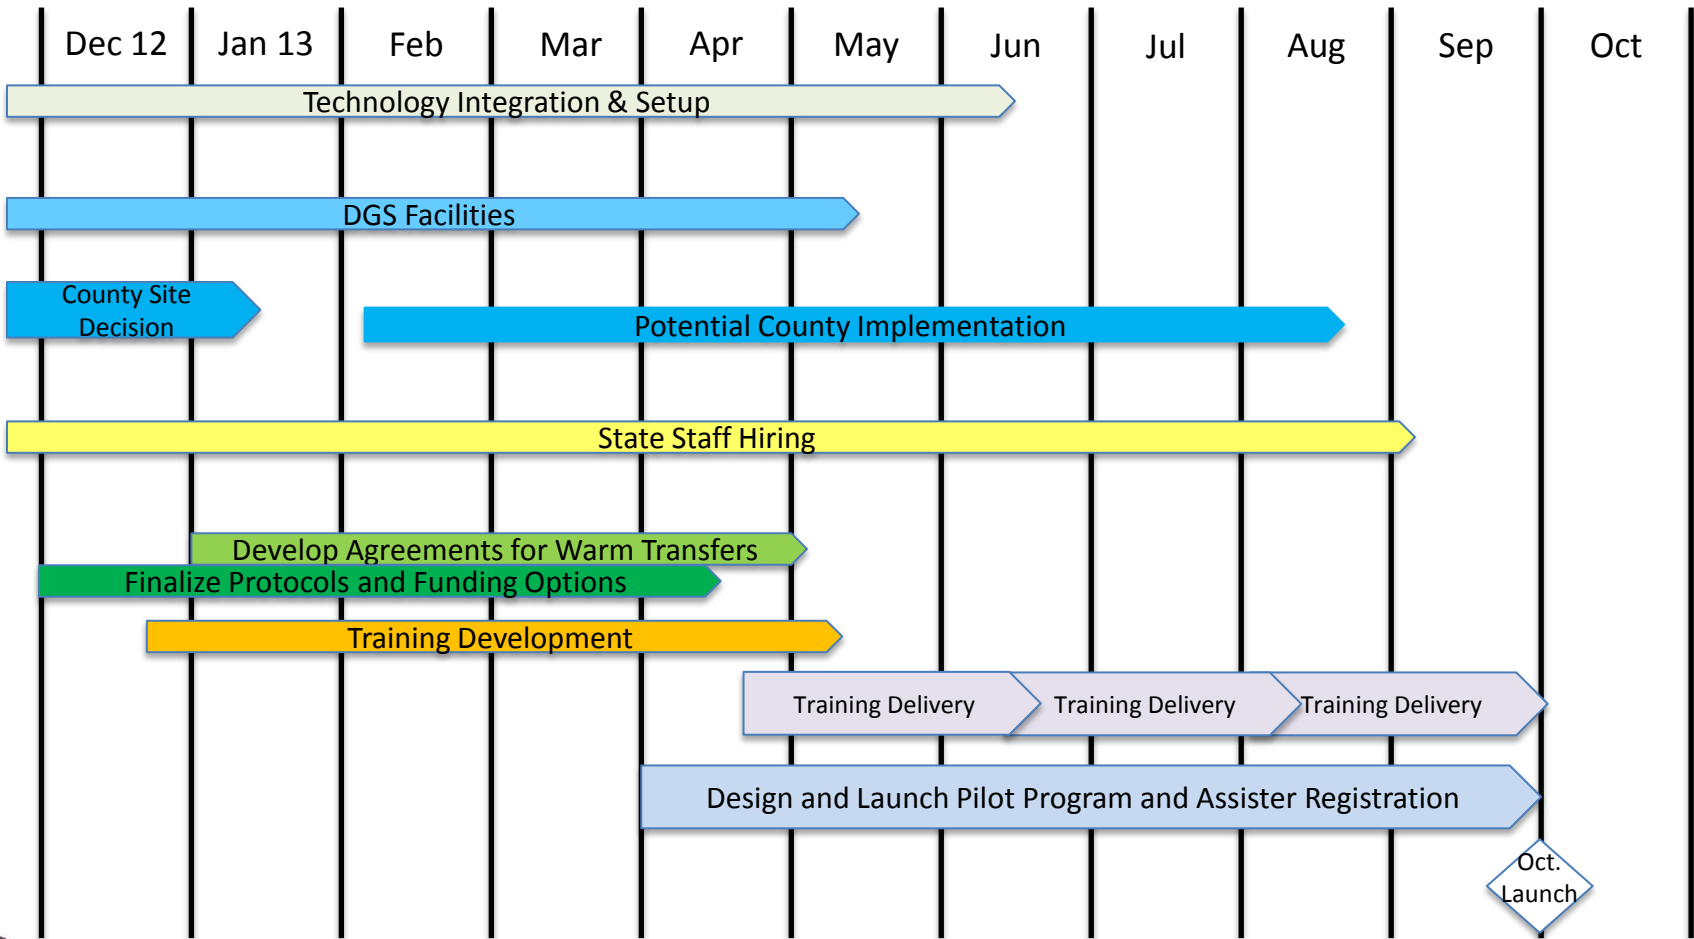 Dec 12 Jan 13 Feb Mar Apr May Jun Jul Aug Sep Oct
Technology Integration & Setup
DGS Facilities
County Site
Decision
Potential County Implementation
State Staff Hiring
Develop Agreements for Warm Transfers
Finalize Protocols and Funding Options
Training Development
Training Delivery Training Delivery Training Delivery
Design and Launch Pilot Program and Assister Registration
Oct.
Launch